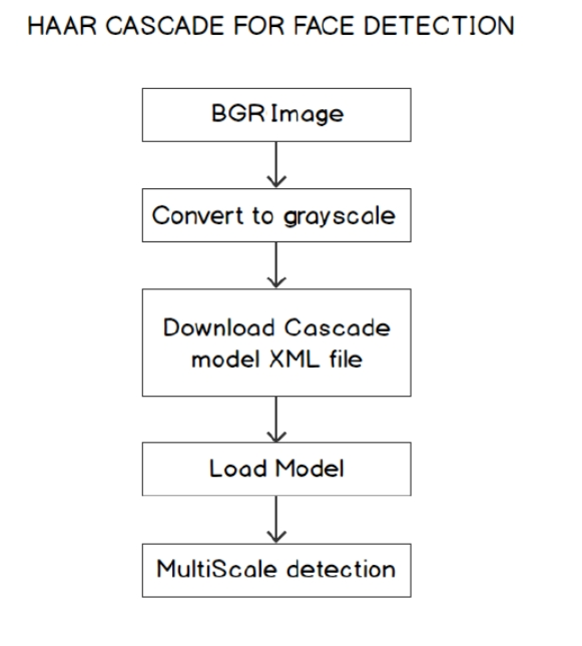 HAAR CASCADE FOR FACE DETECTION
BGR Image
Convert to grayscale
Download Cascade
model XML file
Load Model
MultiScale detection